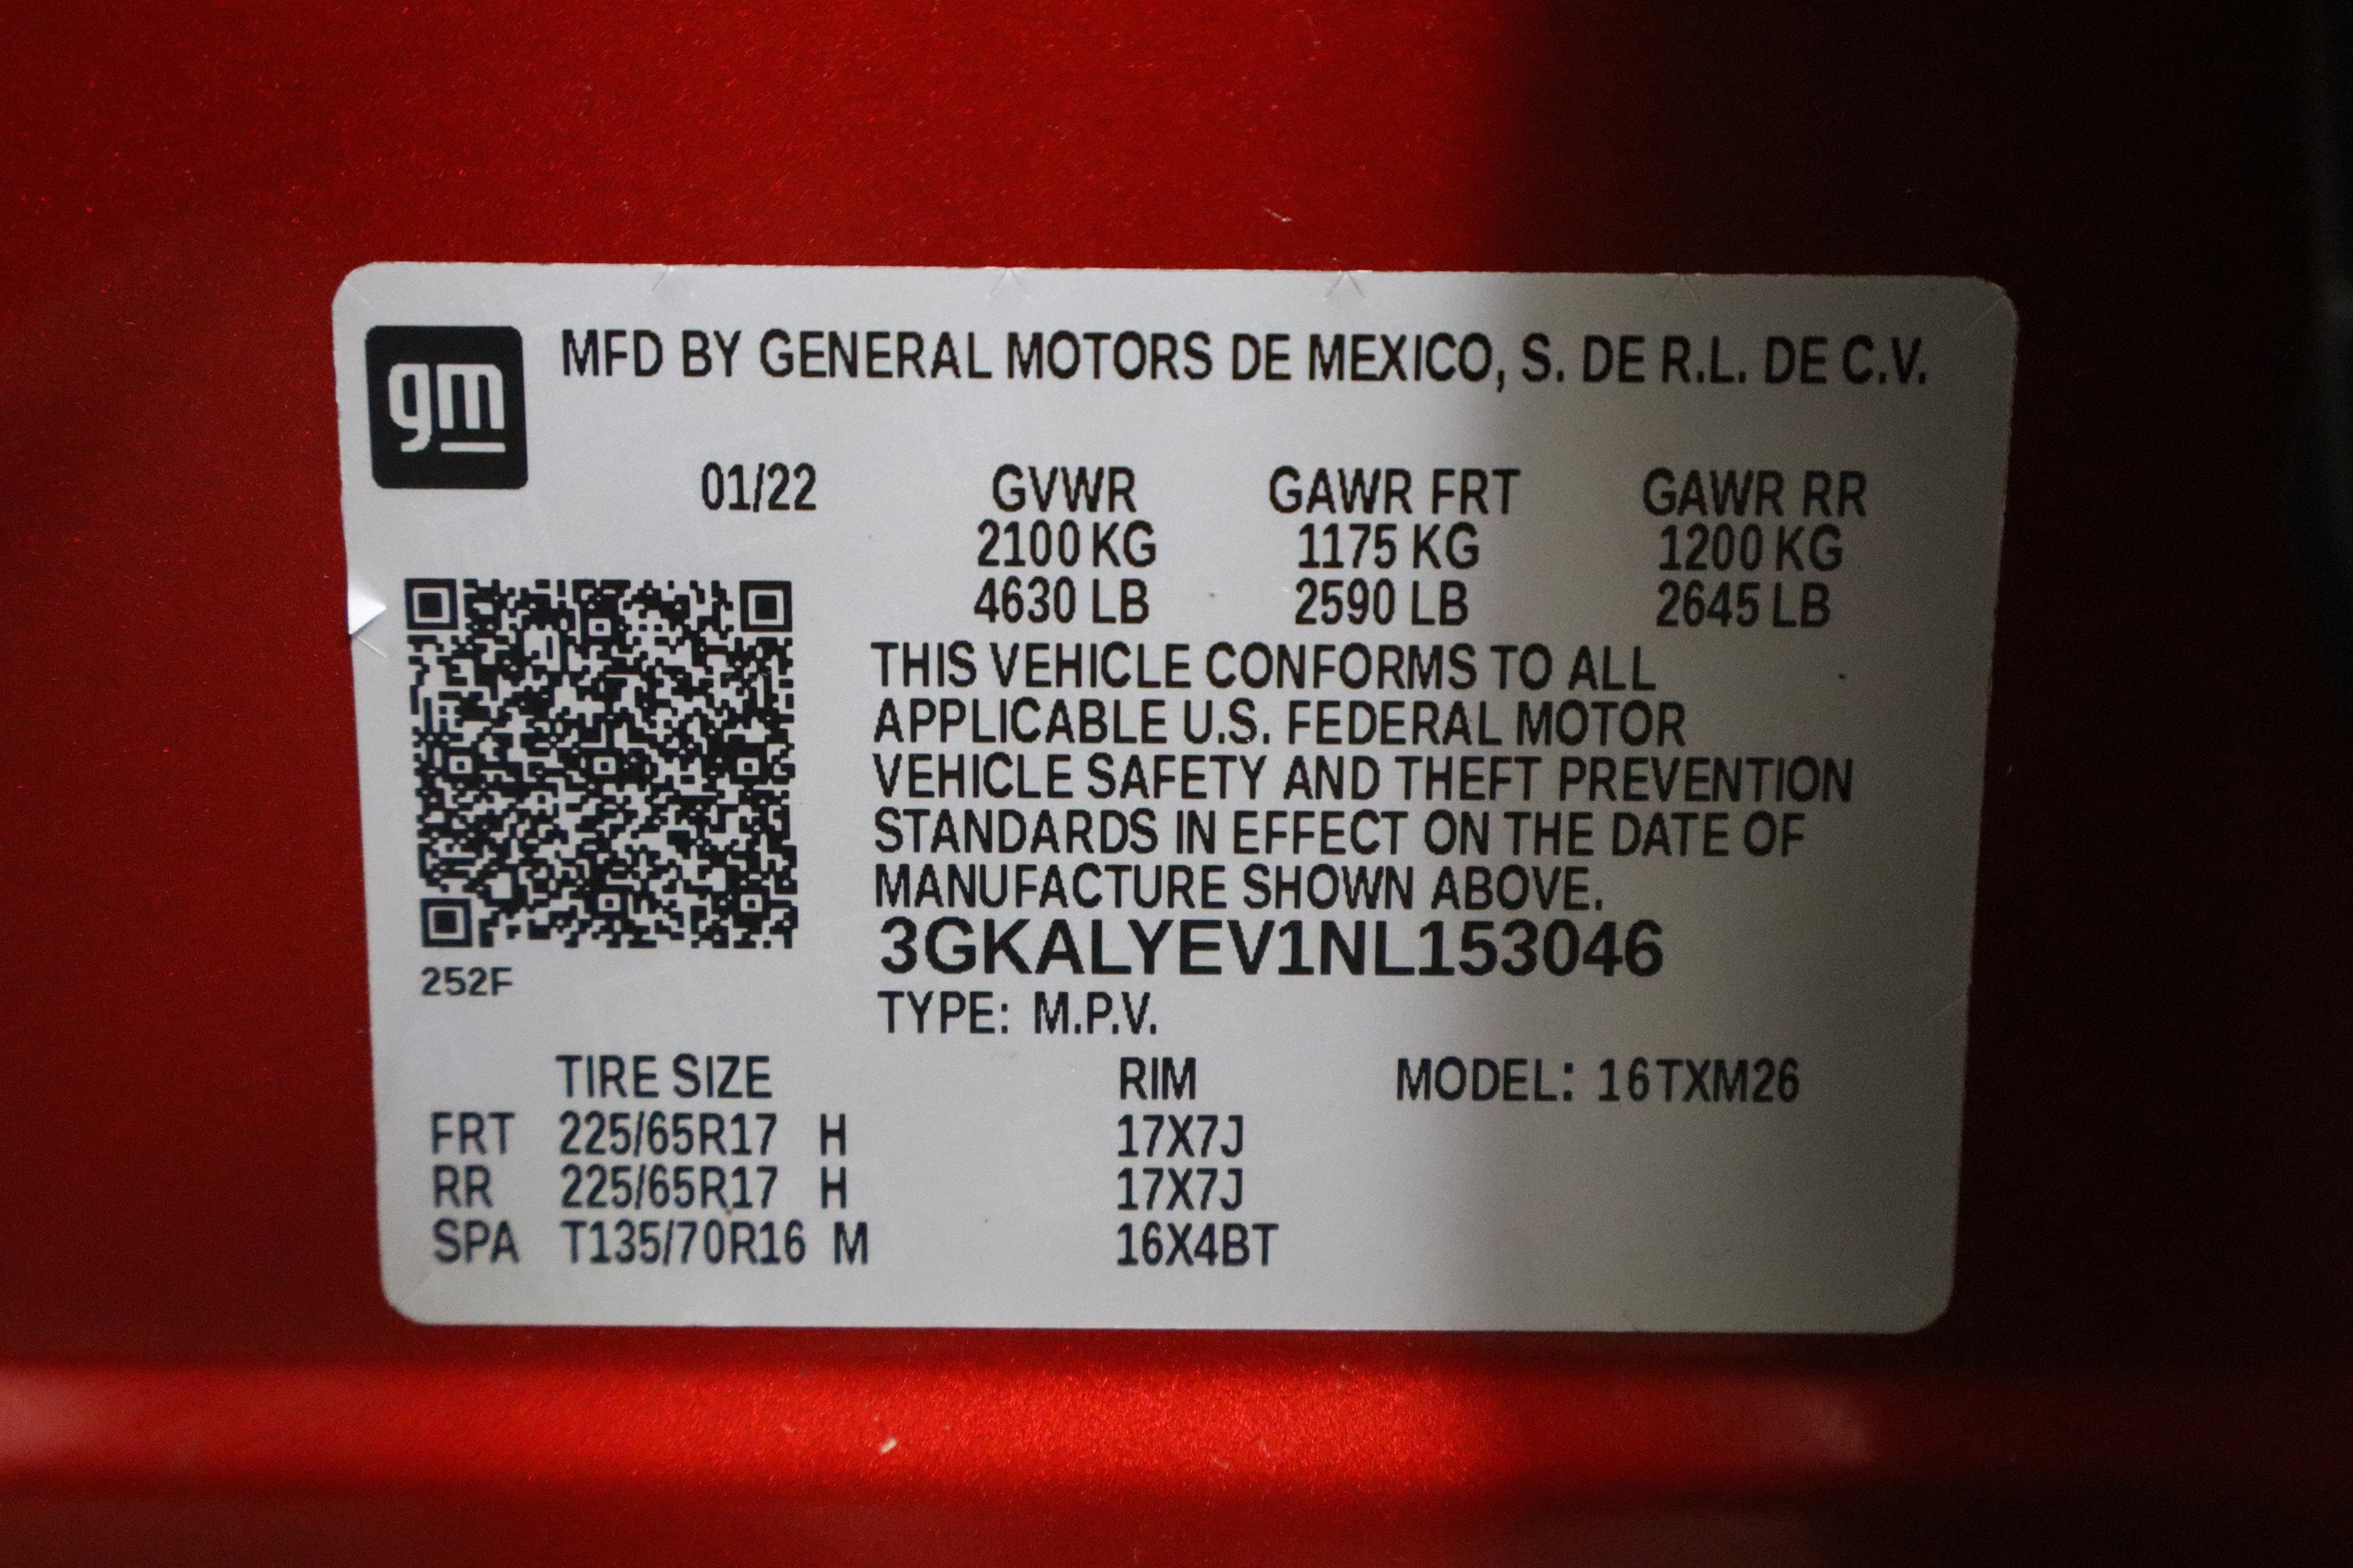 gm
MFD BY GENERAL MOTORS DE MEXICO, S. DE R.L. DE C.V.
01/22 GVWR GAWR FRT GAWR RR
2100 KG 1175 KG 1200 KG
4630 LB 2590 LB 2645 LB
THIS VEHICLE CONFORMS TO ALL
APPLICABLE U.S. FEDERAL MOTOR
VEHICLE SAFETY AND THEFT PREVENTION
STANDARDS IN EFFECT ON THE DATE OF
MANUFACTURE SHOWN ABOVE.
3GKALYEV1NL153046
252F
TYPE: M.P.V.
TIRE SIZE RIM MODEL: 16TXM26
FRT 225/65R17 H 17X7J
RR 225/65R17 H 17X7J
SPA T135/70R16 M 16X4BT